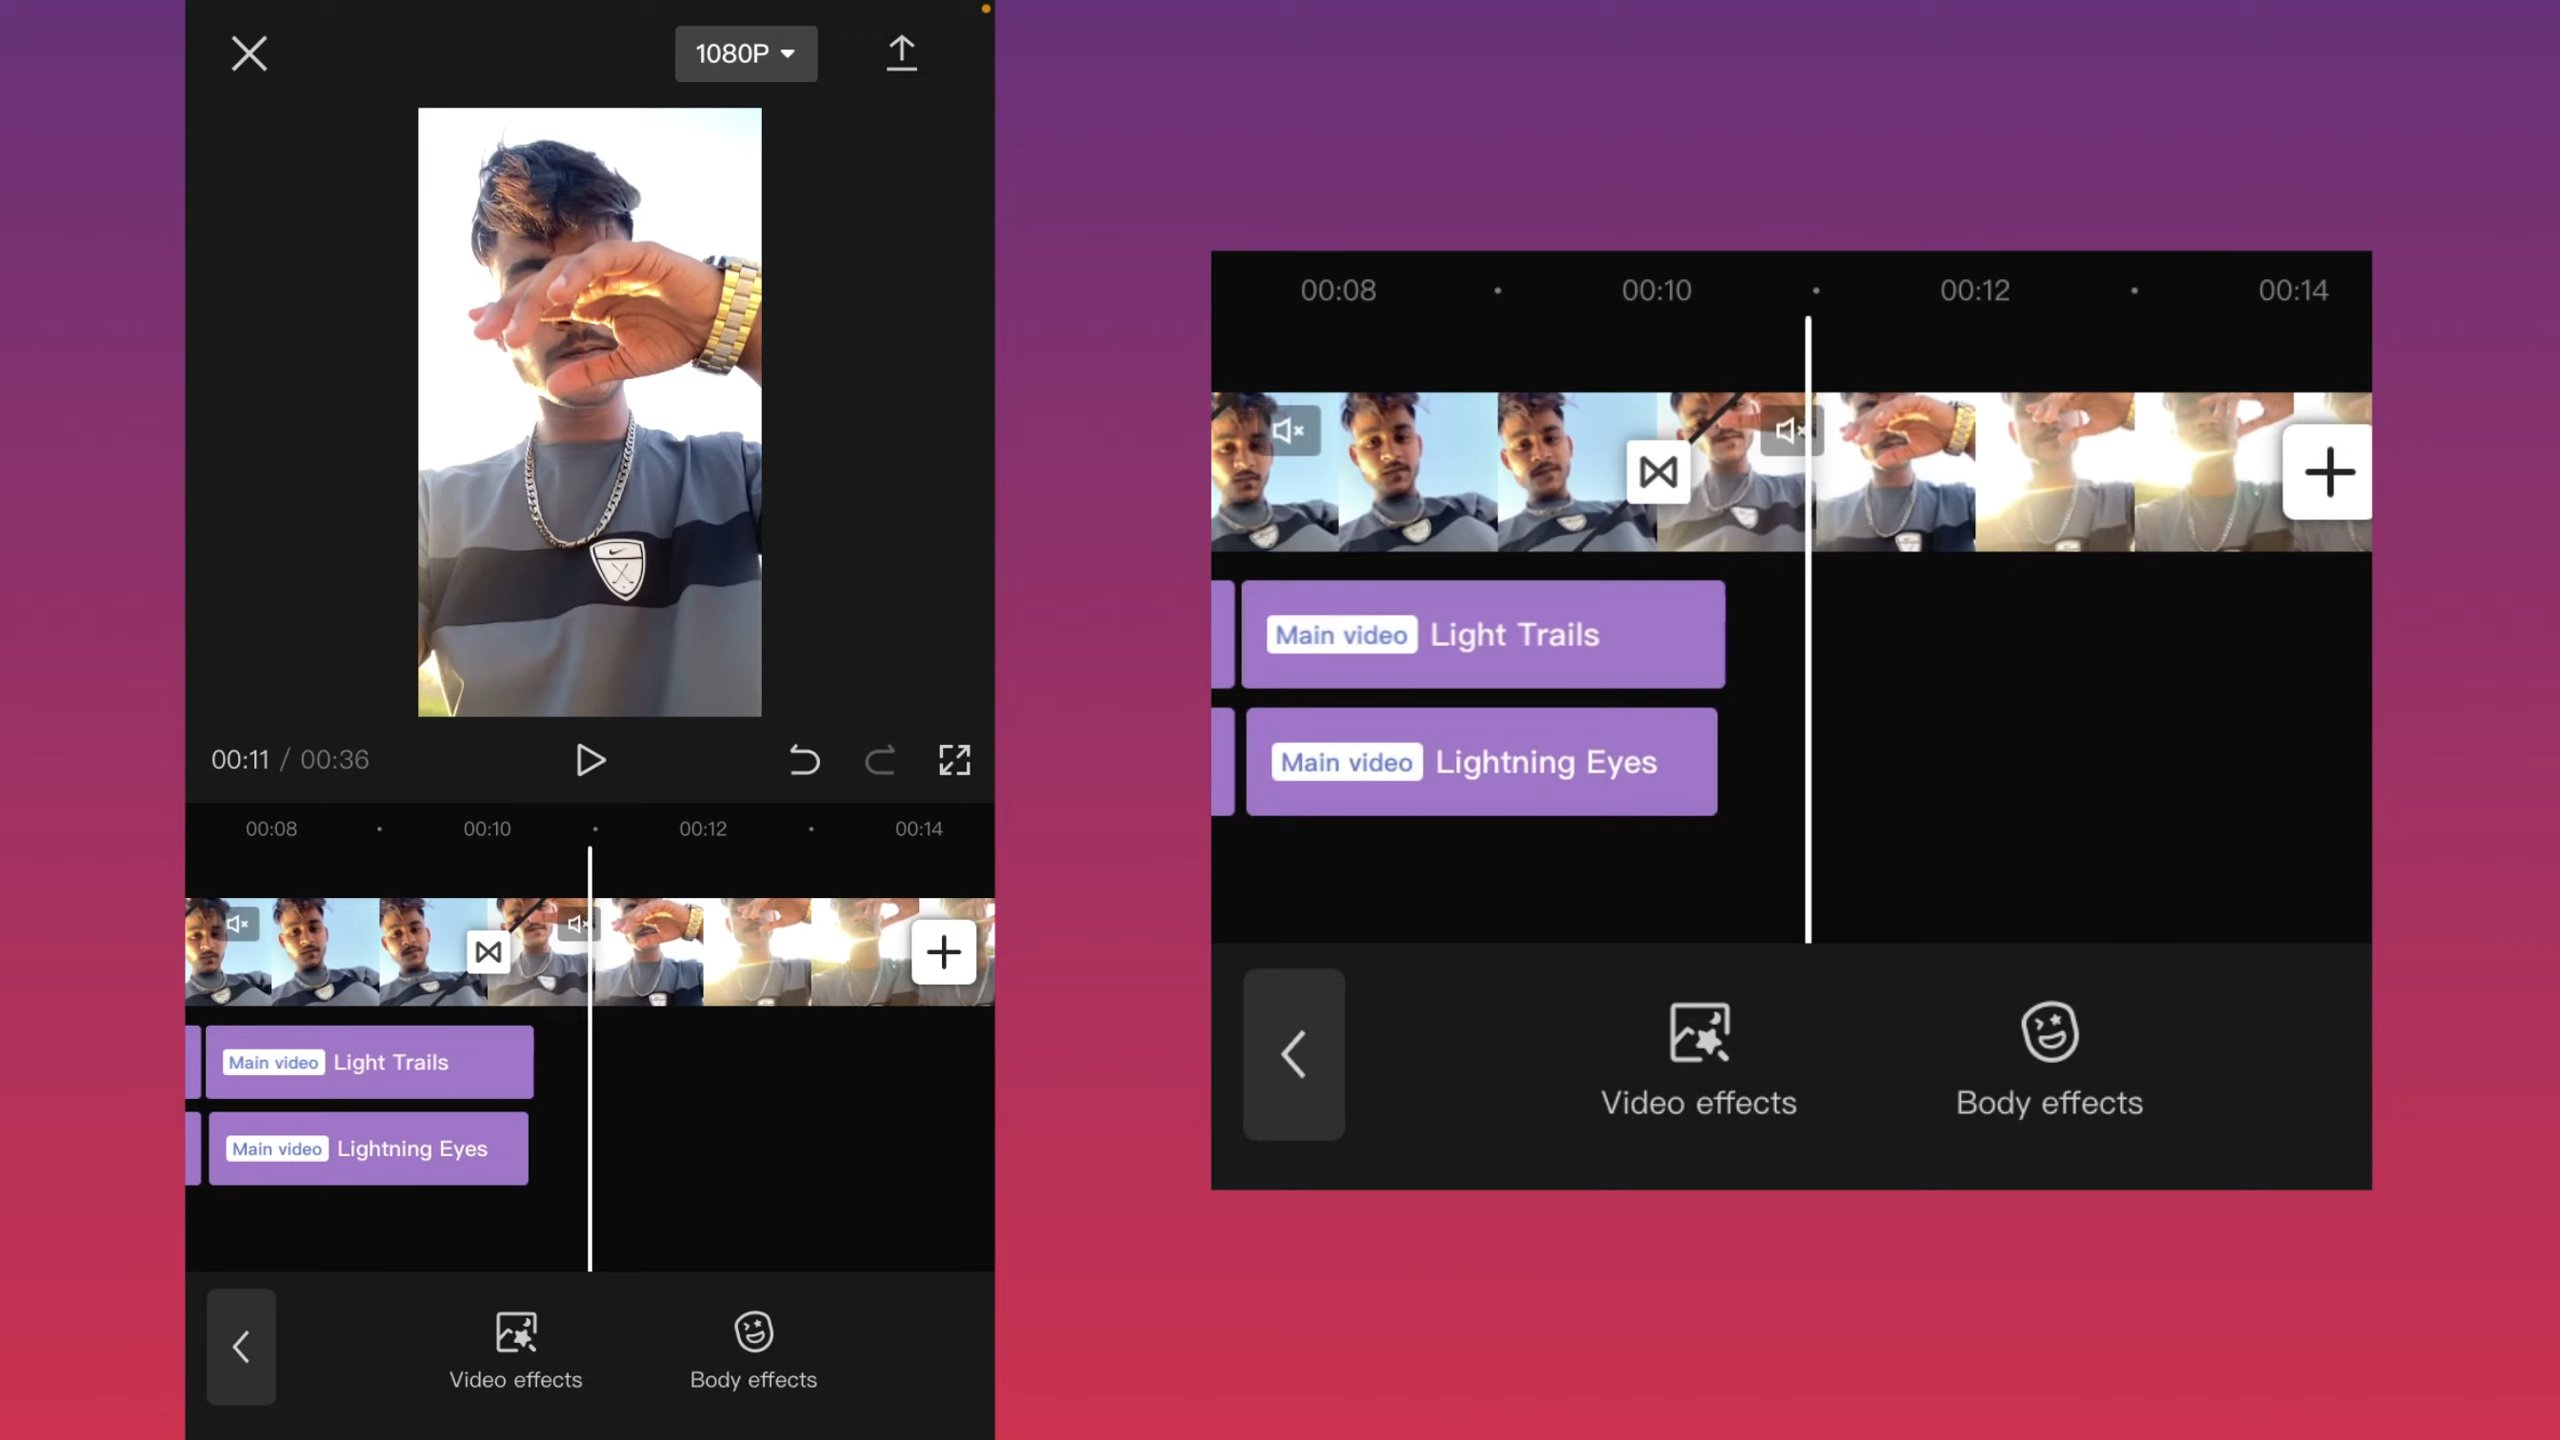 1080P
00:11 / 00:36
00:08 00:10 00:12 00:14
Main video Light Trails
Main video Lightning Eyes
Video effects Body effects
00:08 00:10 00:12 00:14
Main video Light Trails
Main video Lightning Eyes
Video effects Body effects